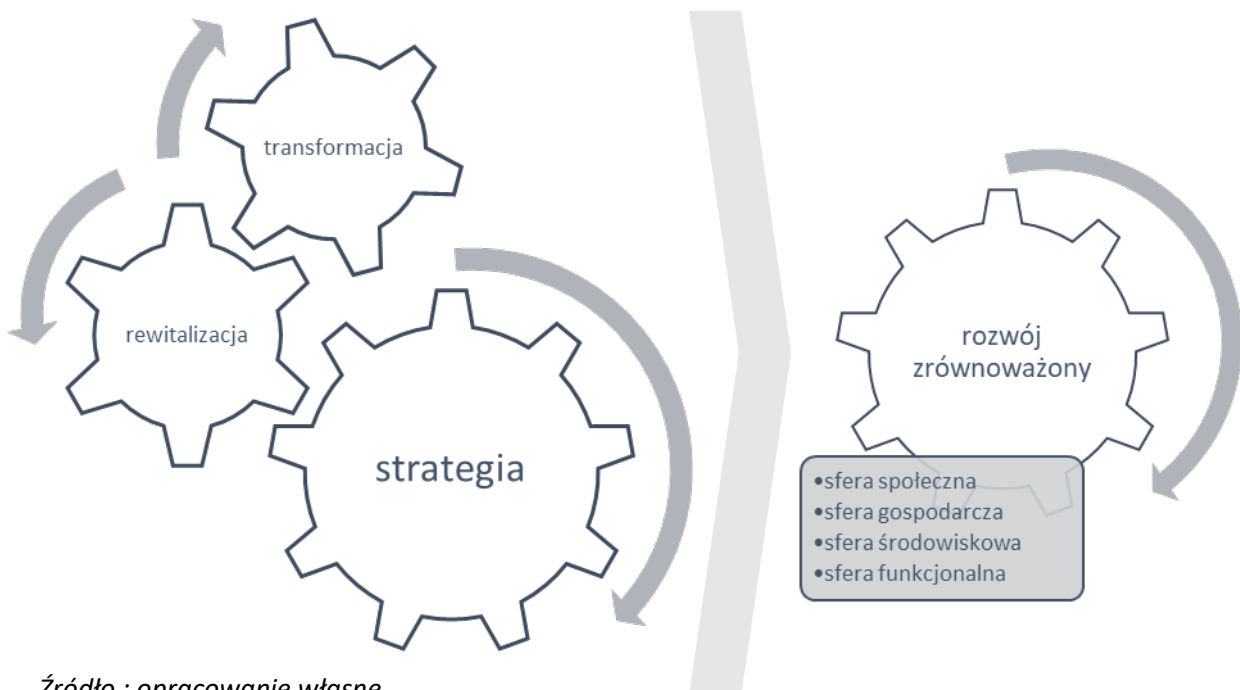 transformacja
rewitalizacja
strategia
rozwój
zrównoważony
•sfera społeczna
•sfera gospodarcza
•sfera środowiskowa
•sfera funkcjonalna
Źródło : opracowanie własne